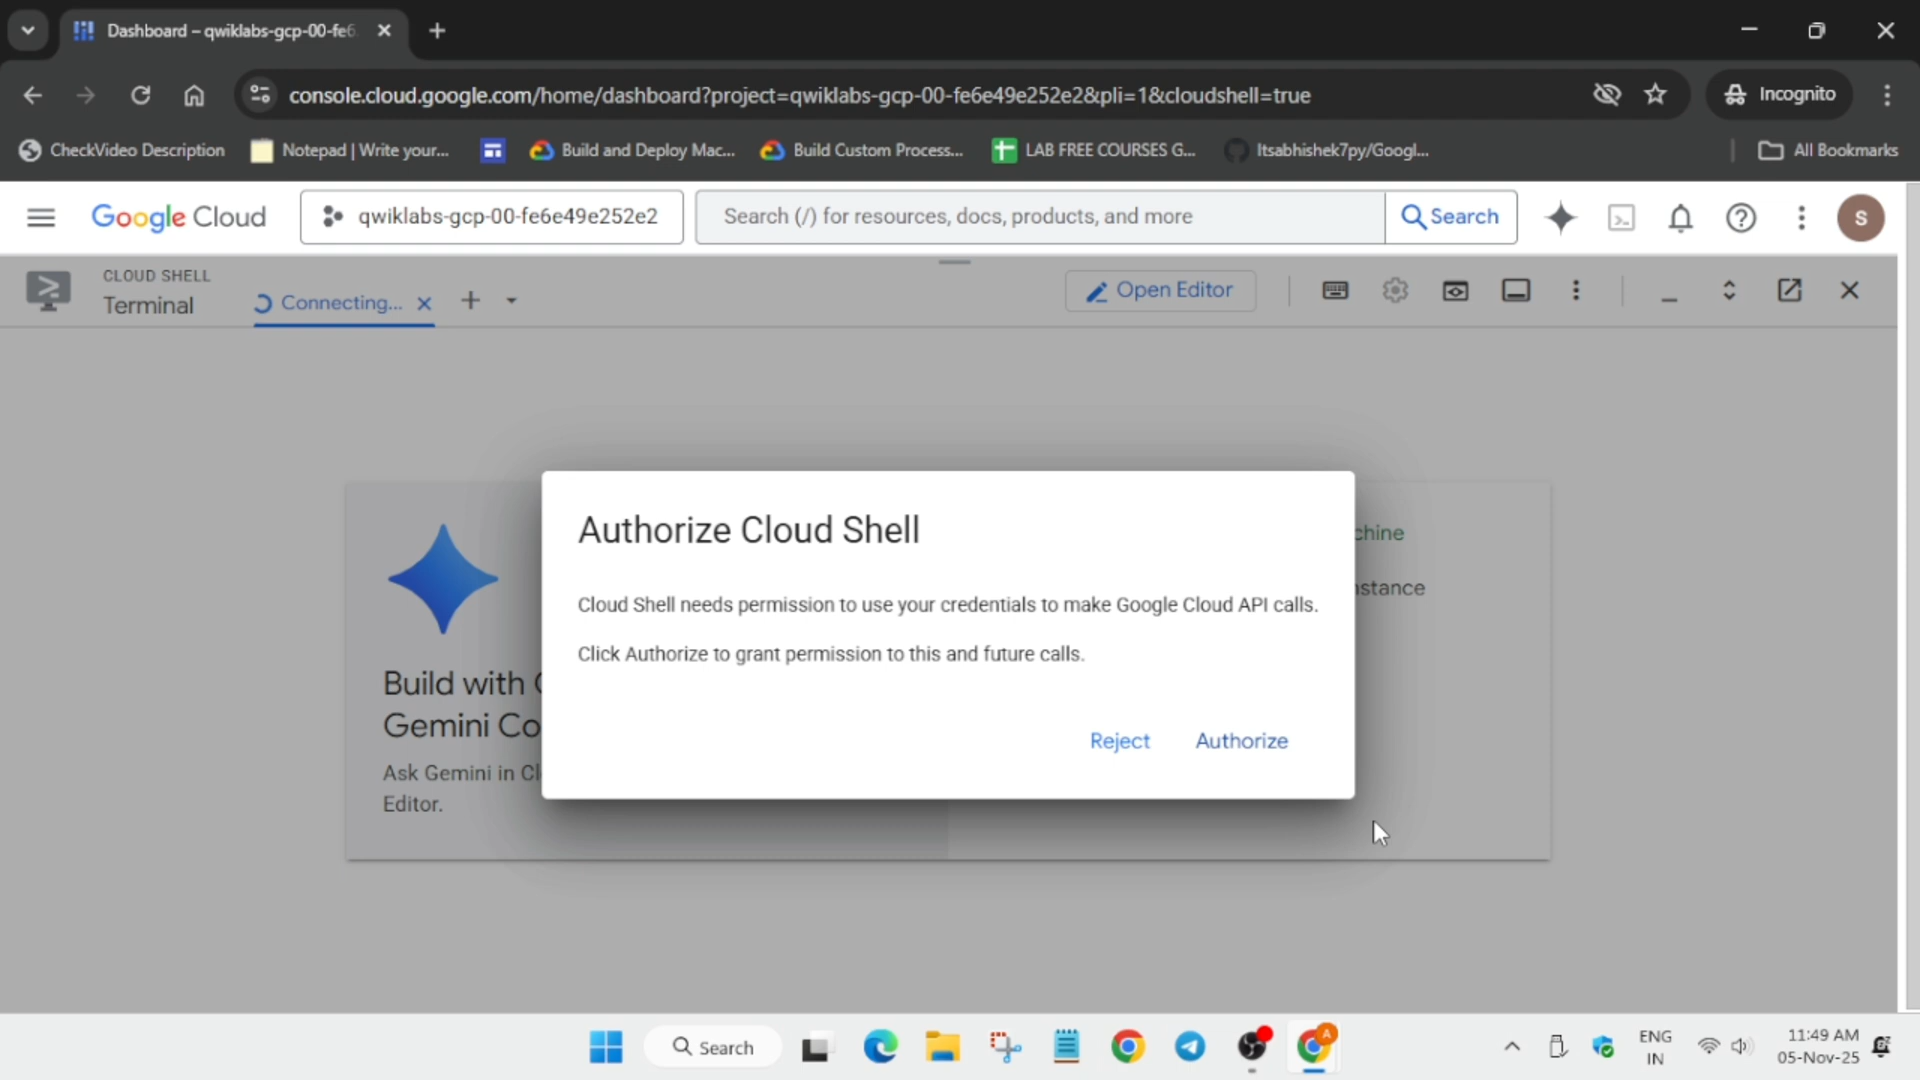 Dashboard – qwiklabs-gcp-00-fe6
console.cloud.google.com/home/dashboard?project=qwiklabs-gcp-00-fe6e49e252e2&pli=1&cloudshell=true
Incognito
CheckVideo Description
Notepad | Write your...
Build and Deploy Mac...
Build Custom Process...
LAB FREE COURSES G...
Itsabhishek7py/Googl...
All Bookmarks
Google Cloud
qwiklabs-gcp-00-fe6e49e252e2
Search (/) for resources, docs, products, and more
Search
S
CLOUD SHELL
Terminal
Connecting...
Open Editor
Authorize Cloud Shell
Cloud Shell needs permission to use your credentials to make Google Cloud API calls.
Click Authorize to grant permission to this and future calls.
Reject
Authorize
chine
nstance
Build with
Gemini Co
Ask Gemini in Cl
Editor.
Search
A
ENG
IN
11:49 AM
05-Nov-25